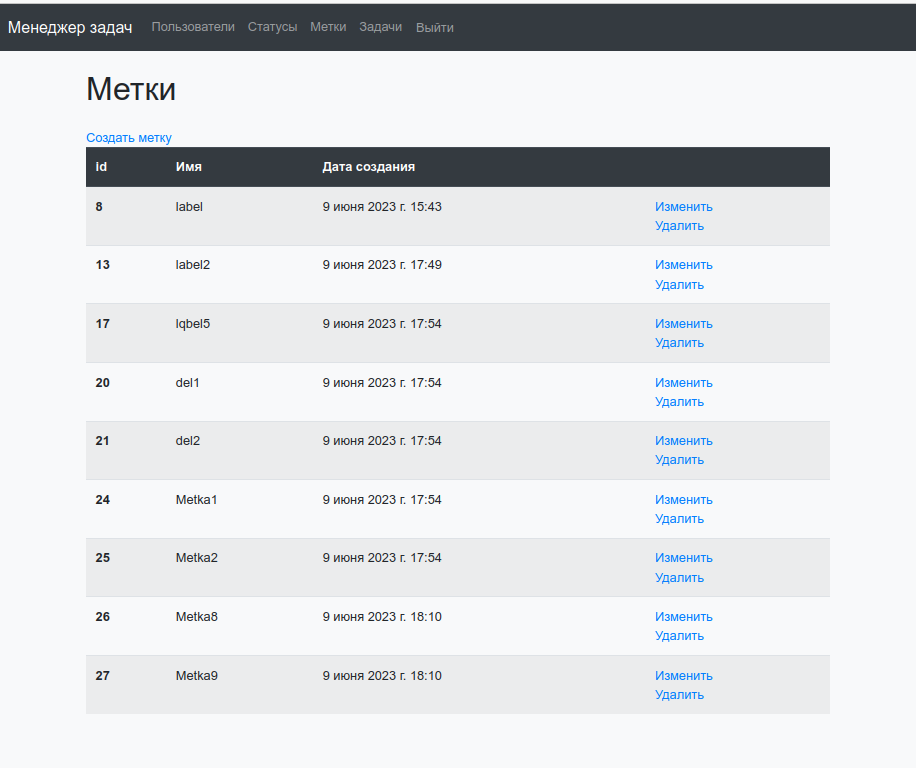 Менеджер задач Пользователи Статусы Метки Задачи Выйти
Метки
Создать метку
id Имя Дата создания
8 label 9 июня 2023 г. 15:43 Изменить
Удалить
13 label2 9 июня 2023 г. 17:49 Изменить
Удалить
17 lqbel5 9 июня 2023 г. 17:54 Изменить
Удалить
20 del1 9 июня 2023 г. 17:54 Изменить
Удалить
21 del2 9 июня 2023 г. 17:54 Изменить
Удалить
24 Metka1 9 июня 2023 г. 17:54 Изменить
Удалить
25 Metka2 9 июня 2023 г. 17:54 Изменить
Удалить
26 Metka8 9 июня 2023 г. 18:10 Изменить
Удалить
27 Metka9 9 июня 2023 г. 18:10 Изменить
Удалить